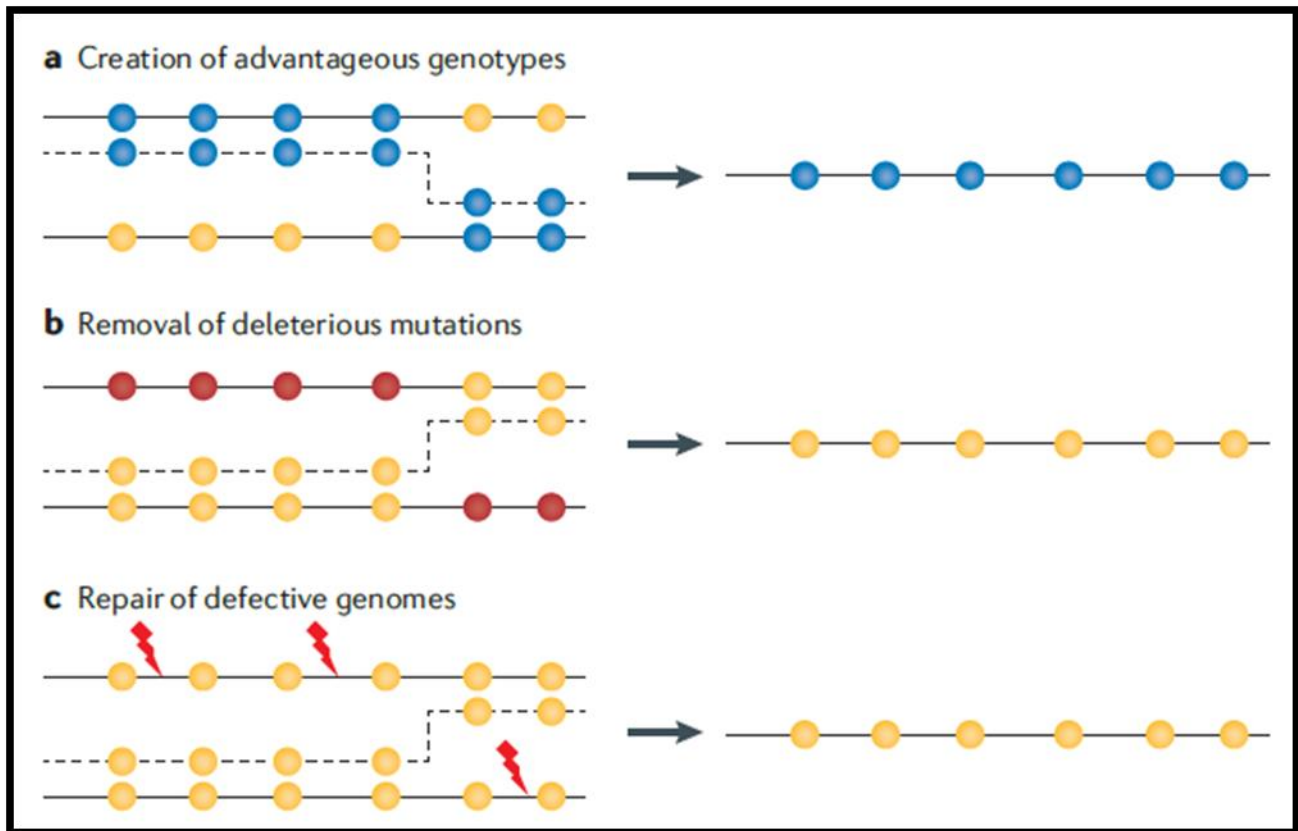 a Creation of advantageous genotypes
b Removal of deleterious mutations
c Repair of defective genomes